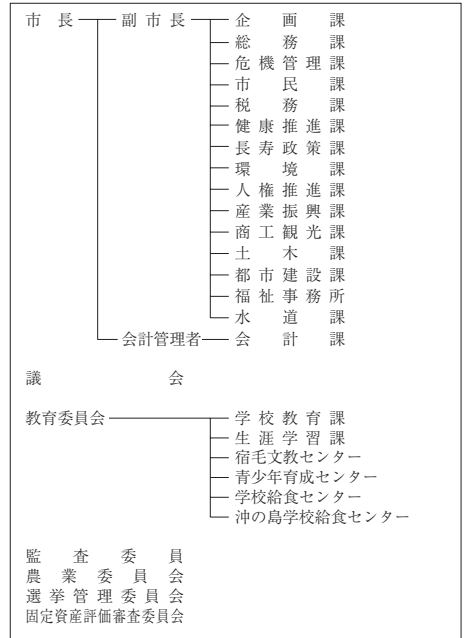 市長 副市長 企画課
総務課
危機管理課
市民課
税務課
健康推進課
長寿政策課
環境課
人権推進課
産業振興課
商工観光課
土木課
都市建設課
福祉事務所
水道課
会計管理者 会計課
議会
教育委員会 学校教育課
生涯学習課
宿毛文教センター
青少年育成センター
学校給食センター
沖の島学校給食センター
監査委員
農業委員会
選挙管理委員会
固定資産評価審査委員会